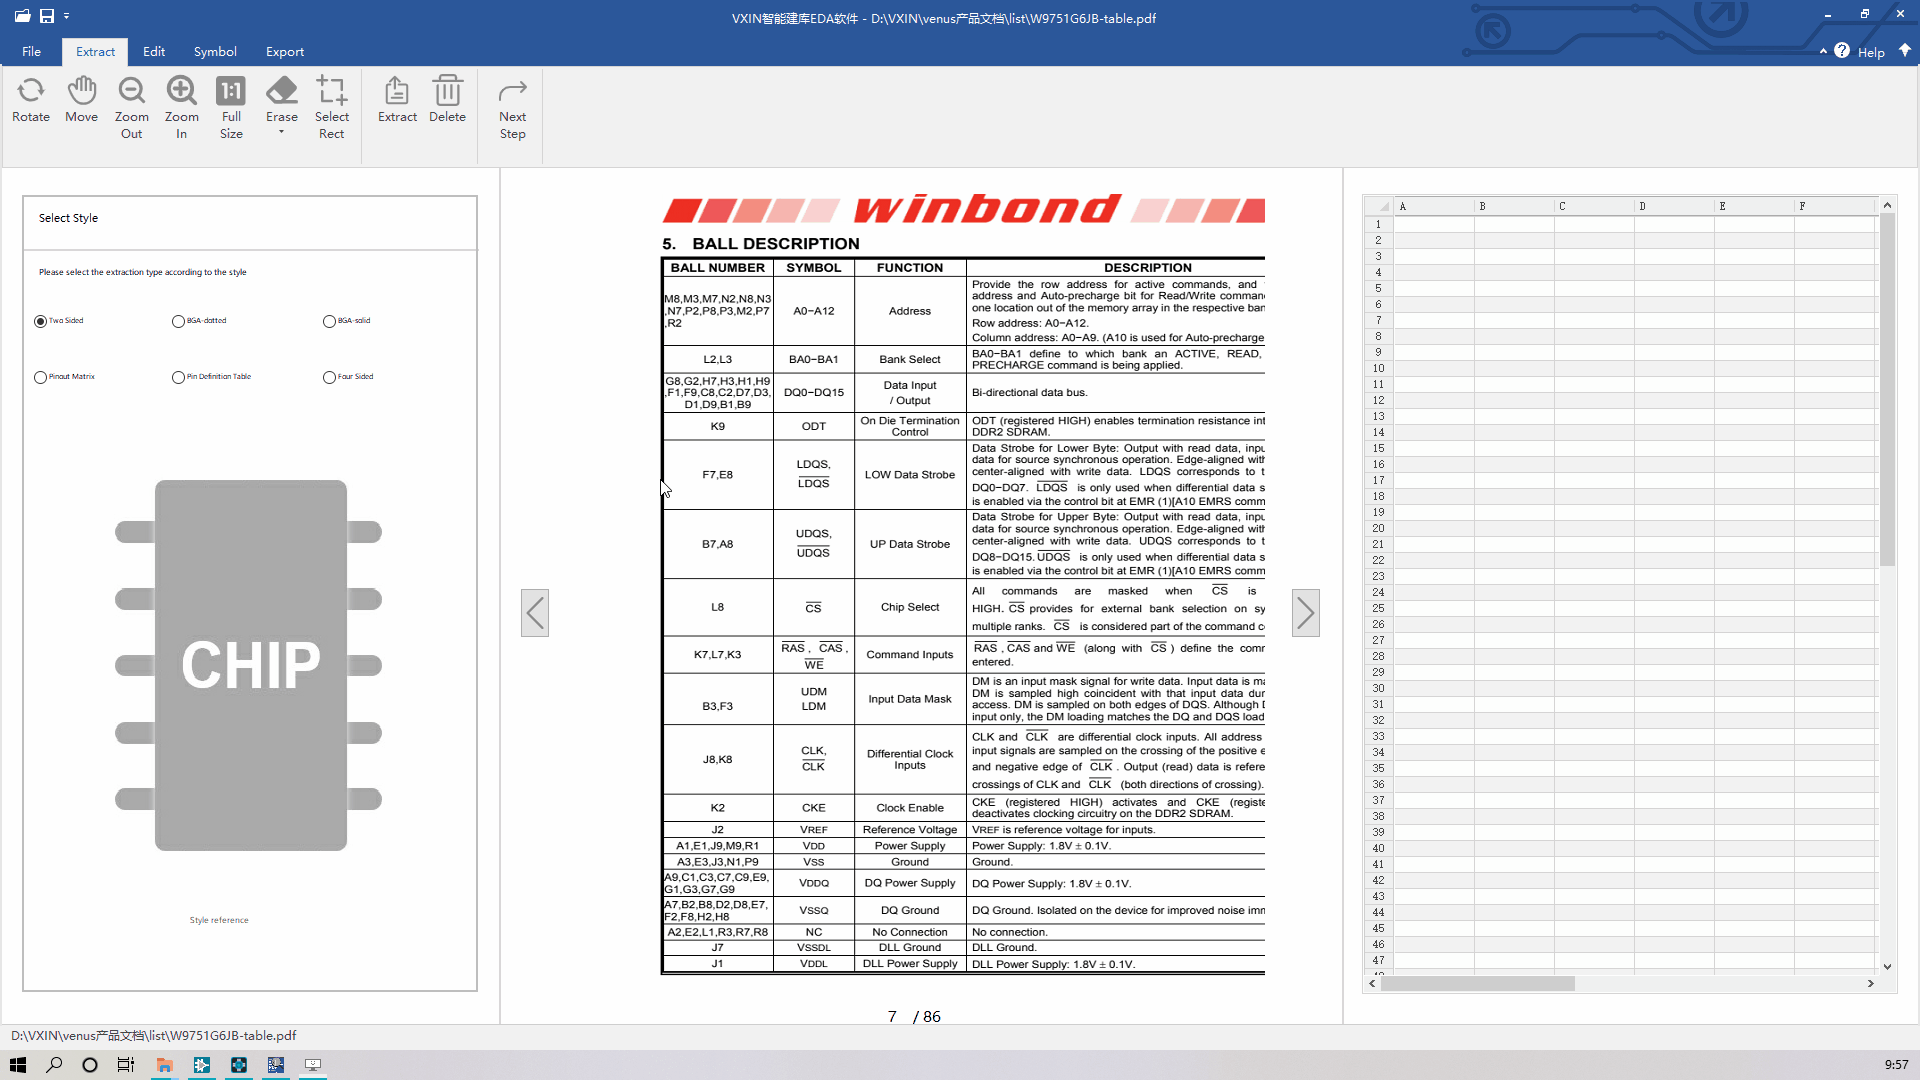 VXIN智能建库EDA软件 - D:\VXIN\venus产品文档\list\W9751G6JB-table.pdf
File Extract Edit Symbol Export Help
Rotate Move Zoom Out Zoom In 1:1 Full Size Erase Select Rect Extract Delete Next Step
Select Style
Please select the extraction type according to the style
Two Sided BGA-dotted BGA-solid
Pinout Matrix Pin Definition Table Four Sided
CHIP
Style reference
winbond
5. BALL DESCRIPTION
BALL NUMBER SYMBOL FUNCTION DESCRIPTION
M8,M3,M7,N2,N8,N3
,N7,P2,P8,P3,M2,P7
,R2
A0−A12
Address
Provide the row address for active commands, and
address and Auto-precharge bit for Read/Write comman
one location out of the memory array in the respective ban
Row address: A0−A12.
Column address: A0−A9. (A10 is used for Auto-precharge
L2,L3
BA0−BA1
Bank Select
BA0−BA1 define to which bank an ACTIVE, READ,
PRECHARGE command is being applied.
G8,G2,H7,H3,H1,H9
,F1,F9,C8,C2,D7,D3,
D1,D9,B1,B9
DQ0−DQ15
Data Input
/ Output
Bi-directional data bus.
K9
ODT
On Die Termination
Control
ODT (registered HIGH) enables termination resistance int
DDR2 SDRAM.
F7,E8
LDQS,
LDQS
LOW Data Strobe
Data Strobe for Lower Byte: Output with read data, inpu
data for source synchronous operation. Edge-aligned with
center-aligned with write data. LDQS corresponds to t
DQ0−DQ7. LDQS is only used when differential data s
is enabled via the control bit at EMR (1)[A10 EMRS comm
B7,A8
UDQS,
UDQS
UP Data Strobe
Data Strobe for Upper Byte: Output with read data, inpu
data for source synchronous operation. Edge-aligned with
center-aligned with write data. UDQS corresponds to t
DQ8−DQ15. UDQS is only used when differential data s
is enabled via the control bit at EMR (1)[A10 EMRS comm
L8
CS
Chip Select
All commands are masked when CS is
HIGH. CS provides for external bank selection on sy
multiple ranks. CS is considered part of the command c
K7,L7,K3
RAS , CAS ,
WE
Command Inputs
RAS , CAS and WE (along with CS ) define the comr
entered.
B3,F3
UDM
LDM
Input Data Mask
DM is an input mask signal for write data. Input data is ma
DM is sampled high coincident with that input data dur
access. DM is sampled on both edges of DQS. Although D
input only, the DM loading matches the DQ and DQS load
J8,K8
CLK,
CLK
Differential Clock
Inputs
CLK and CLK are differential clock inputs. All address
input signals are sampled on the crossing of the positive e
and negative edge of CLK . Output (read) data is refere
crossings of CLK and CLK (both directions of crossing).
K2
CKE
Clock Enable
CKE (registered HIGH) activates and CKE (registe
deactivates clocking circuitry on the DDR2 SDRAM.
J2 VREF Reference Voltage VREF is reference voltage for inputs.
A1,E1,J9,M9,R1 VDD Power Supply Power Supply: 1.8V ± 0.1V.
A3,E3,J3,N1,P9 VSS Ground Ground.
A9,C1,C3,C7,C9,E9,
G1,G3,G7,G9
VDDQ DQ Power Supply DQ Power Supply: 1.8V ± 0.1V.
A7,B2,B8,D2,D8,E7,
F2,F8,H2,H8
VSSQ DQ Ground DQ Ground. Isolated on the device for improved noise imm
A2,E2,L1,R3,R7,R8 NC No Connection No connection.
J7 VSSDL DLL Ground DLL Ground.
J1 VDDL DLL Power Supply DLL Power Supply: 1.8V ± 0.1V.
7 / 86
A B C D E F
1
2
3
4
5
6
7
8
9
10
11
12
13
14
15
16
17
18
19
20
21
22
23
24
25
26
27
28
29
30
31
32
33
34
35
36
37
38
39
40
41
42
43
44
45
46
47
D:\VXIN\venus产品文档\list\W9751G6JB-table.pdf
9:57